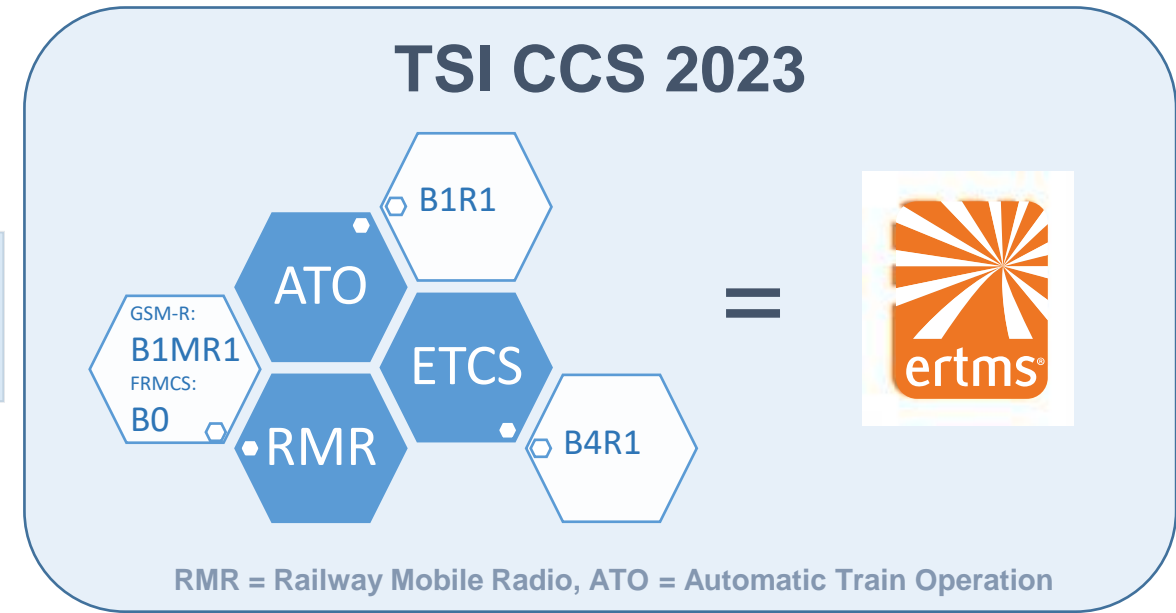 TSI CCS 2023
B1R1
ATO
GSM-R:
B1MR1
FRMCS:
B0
ETCS
RMR
B4R1
=
ertms®
RMR = Railway Mobile Radio, ATO = Automatic Train Operation